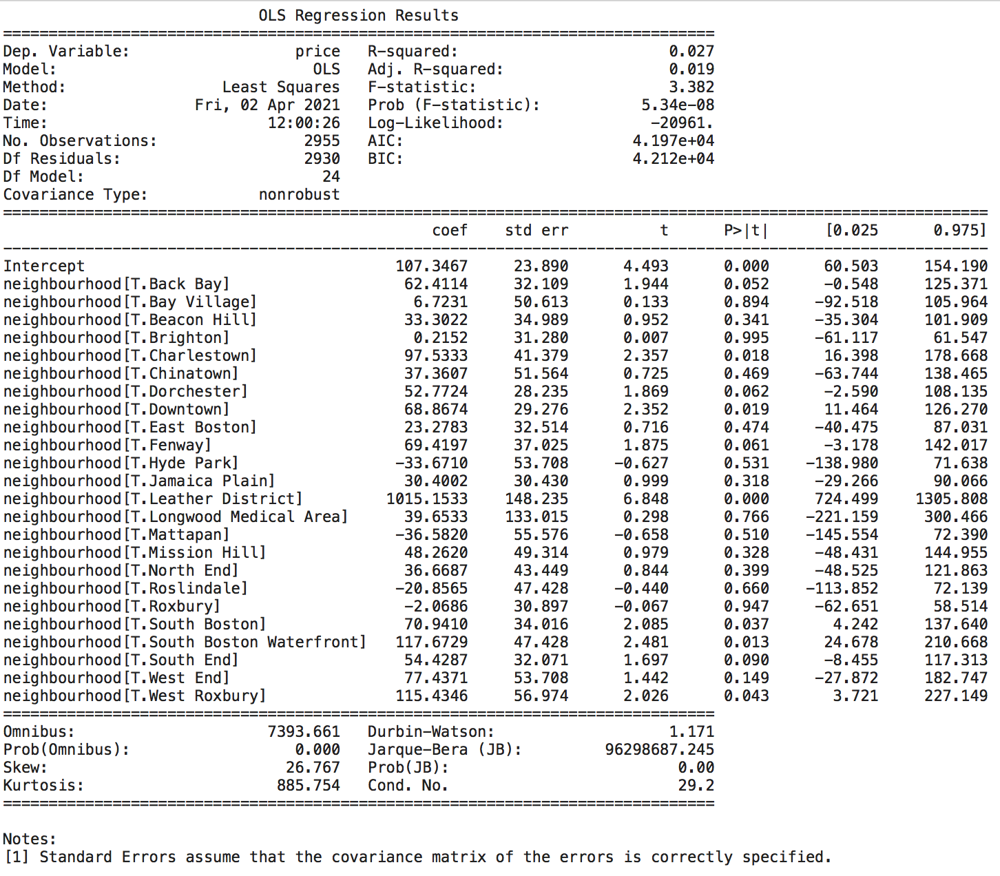 OLS Regression Results
==============================================================================
Dep. Variable:                  price   R-squared:                       0.027
Model:                            OLS   Adj. R-squared:                  0.019
Method:                 Least Squares   F-statistic:                     3.382
Date:                Fri, 02 Apr 2021   Prob (F-statistic):           5.34e-08
Time:                        12:00:26   Log-Likelihood:                -20961.
No. Observations:                2955   AIC:                         4.197e+04
Df Residuals:                    2930   BIC:                         4.212e+04
Df Model:                          24
Covariance Type:            nonrobust
============================================================================================================
                                               coef    std err          t      P>|t|      [0.025      0.975]
------------------------------------------------------------------------------------------------------------
Intercept                                  107.3467     23.890      4.493      0.000      60.503     154.190
neighbourhood[T.Back Bay]                   62.4114     32.109      1.944      0.052      -0.548     125.371
neighbourhood[T.Bay Village]                 6.7231     50.613      0.133      0.894     -92.518     105.964
neighbourhood[T.Beacon Hill]                33.3022     34.989      0.952      0.341     -35.304     101.909
neighbourhood[T.Brighton]                    0.2152     31.280      0.007      0.995     -61.117      61.547
neighbourhood[T.Charlestown]                97.5333     41.379      2.357      0.018      16.398     178.668
neighbourhood[T.Chinatown]                  37.3607     51.564      0.725      0.469     -63.744     138.465
neighbourhood[T.Dorchester]                 52.7724     28.235      1.869      0.062      -2.590     108.135
neighbourhood[T.Downtown]                   68.8674     29.276      2.352      0.019      11.464     126.270
neighbourhood[T.East Boston]                23.2783     32.514      0.716      0.474     -40.475      87.031
neighbourhood[T.Fenway]                     69.4197     37.025      1.875      0.061      -3.178     142.017
neighbourhood[T.Hyde Park]                 -33.6710     53.708     -0.627      0.531    -138.980      71.638
neighbourhood[T.Jamaica Plain]              30.4002     30.430      0.999      0.318     -29.266      90.066
neighbourhood[T.Leather District]         1015.1533    148.235      6.848      0.000     724.499    1305.808
neighbourhood[T.Longwood Medical Area]      39.6533    133.015      0.298      0.766    -221.159     300.466
neighbourhood[T.Mattapan]                  -36.5820     55.576     -0.658      0.510    -145.554      72.390
neighbourhood[T.Mission Hill]               48.2620     49.314      0.979      0.328     -48.431     144.955
neighbourhood[T.North End]                  36.6687     43.449      0.844      0.399     -48.525     121.863
neighbourhood[T.Roslindale]                -20.8565     47.428     -0.440      0.660    -113.852      72.139
neighbourhood[T.Roxbury]                    -2.0686     30.897     -0.067      0.947     -62.651      58.514
neighbourhood[T.South Boston]               70.9410     34.016      2.085      0.037       4.242     137.640
neighbourhood[T.South Boston Waterfront]   117.6729     47.428      2.481      0.013      24.678     210.668
neighbourhood[T.South End]                  54.4287     32.071      1.697      0.090      -8.455     117.313
neighbourhood[T.West End]                   77.4371     53.708      1.442      0.149     -27.872     182.747
neighbourhood[T.West Roxbury]              115.4346     56.974      2.026      0.043       3.721     227.149
==============================================================================
Omnibus:                     7393.661   Durbin-Watson:                   1.171
Prob(Omnibus):                  0.000   Jarque-Bera (JB):         96298687.245
Skew:                          26.767   Prob(JB):                         0.00
Kurtosis:                     885.754   Cond. No.                         29.2
==============================================================================
Notes:
[1] Standard Errors assume that the covariance matrix of the errors is correctly specified.